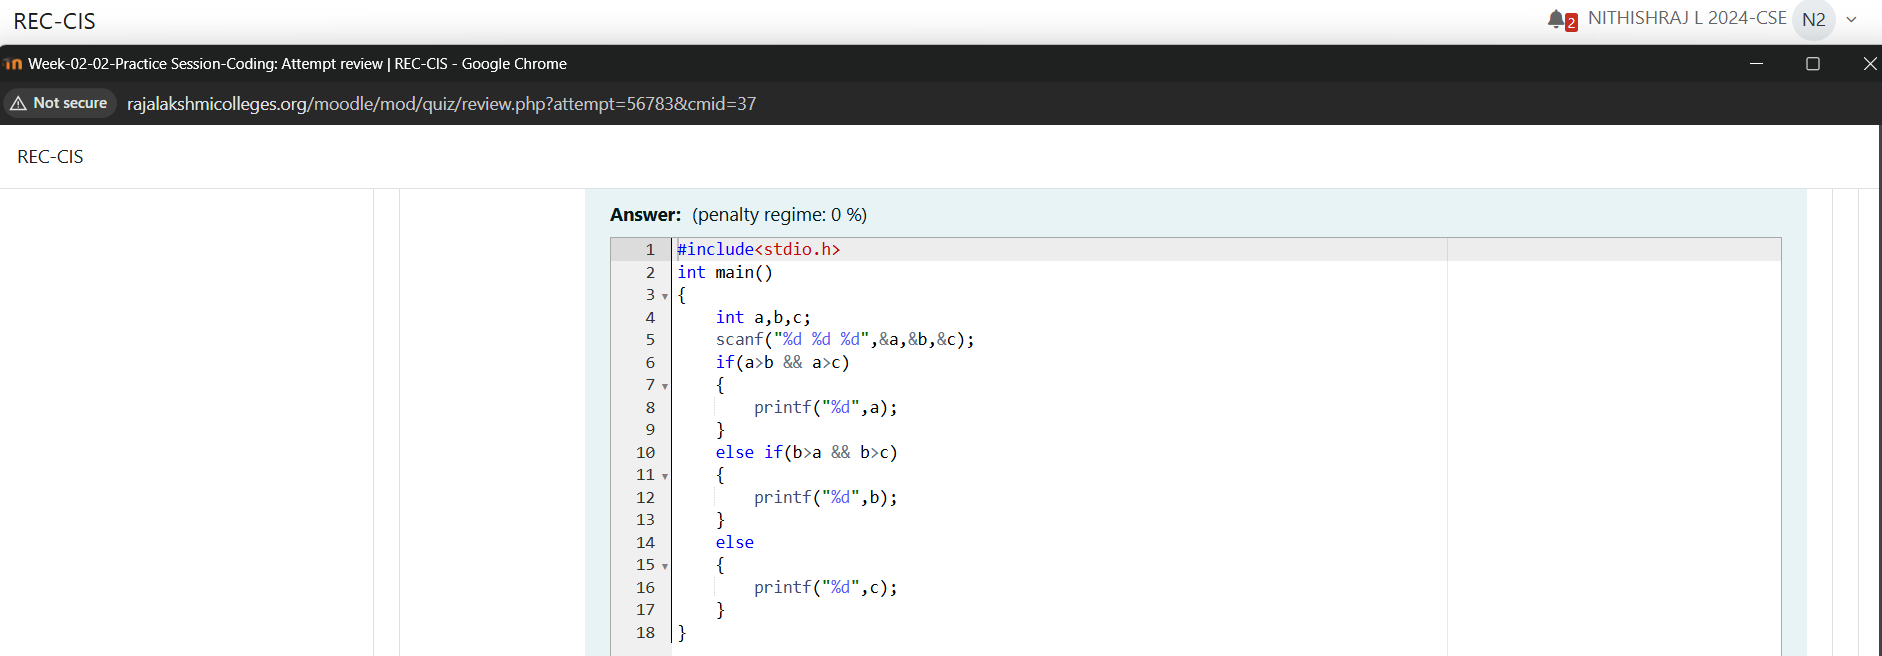 REC-CIS
2 NITHISHRAJ L 2024-CSE N2
Week-02-02-Practice Session-Coding: Attempt review | REC-CIS - Google Chrome
Not secure rajalakshmicolleges.org/moodle/mod/quiz/review.php?attempt=56783&cmid=37
REC-CIS
Answer: (penalty regime: 0 %)
1 #include<stdio.h>
2 int main()
3 {
4     int a,b,c;
5     scanf("%d %d %d",&a,&b,&c);
6     if(a>b && a>c)
7     {
8         printf("%d",a);
9     }
10     else if(b>a && b>c)
11     {
12         printf("%d",b);
13     }
14     else
15     {
16         printf("%d",c);
17     }
18 }